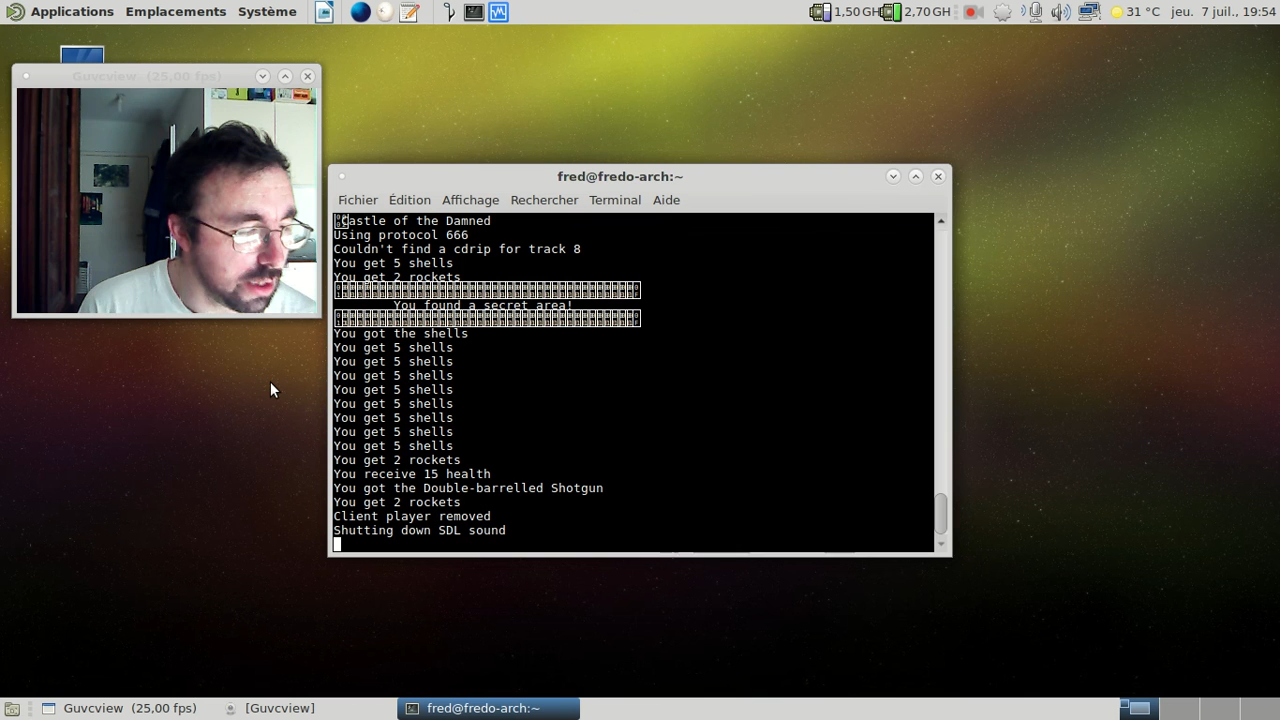 Applications Emplacements Système
1,50 GH 2,70 GH 31 °C jeu. 7 juil., 19:54
Guvcview (25,00 fps)
fred@fredo-arch:~
Fichier Édition Affichage Rechercher Terminal Aide
Castle of the Damned
Using protocol 666
Couldn't find a cdrip for track 8
You get 5 shells
You get 2 rockets
You found a secret area!
You got the shells
You get 5 shells
You get 5 shells
You get 5 shells
You get 5 shells
You get 5 shells
You get 5 shells
You get 5 shells
You get 5 shells
You get 2 rockets
You receive 15 health
You got the Double-barrelled Shotgun
You get 2 rockets
Client player removed
Shutting down SDL sound
Guvcview (25,00 fps) [Guvcview] fred@fredo-arch:~